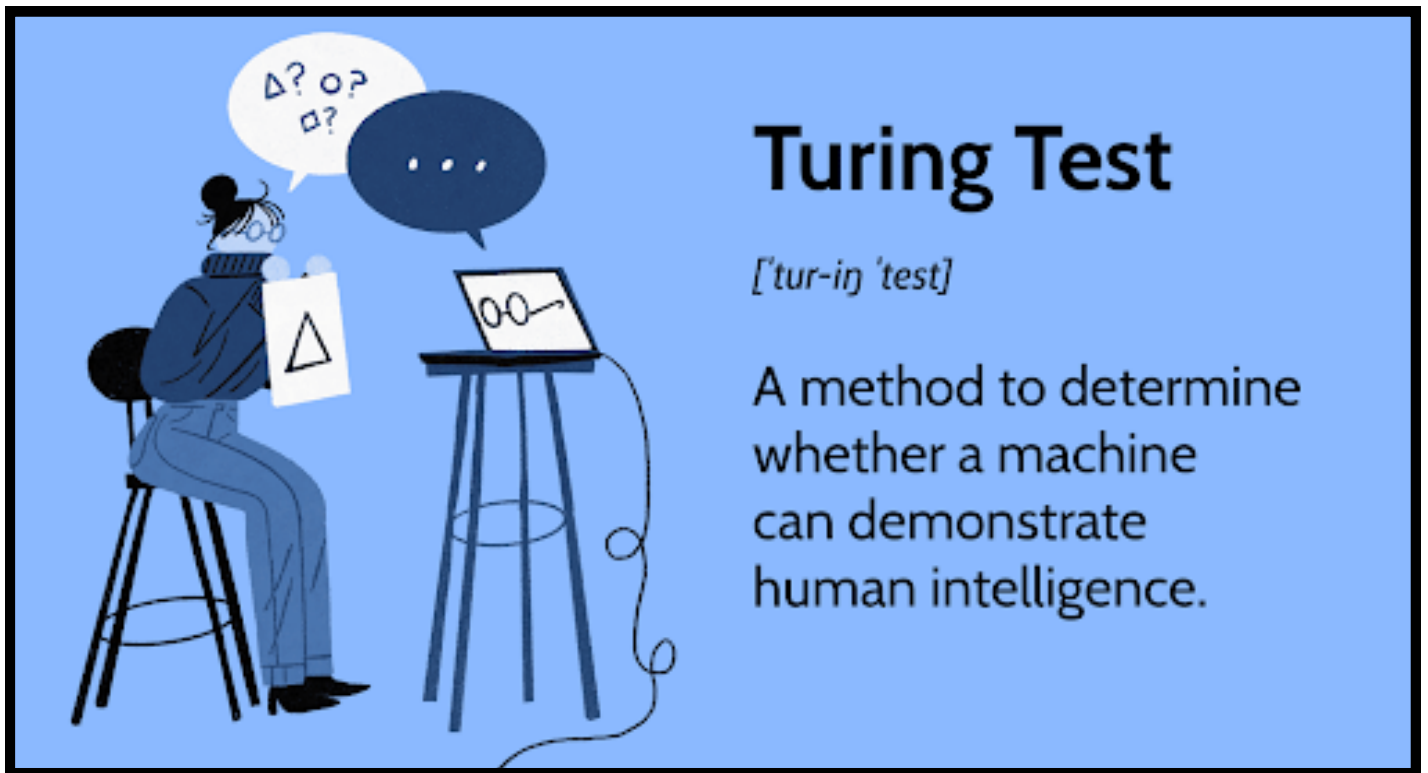 Δ? O?
□?
...
Δ
Turing Test
[ˈtur-iŋ ˈtest]
A method to determine
whether a machine
can demonstrate
human intelligence.